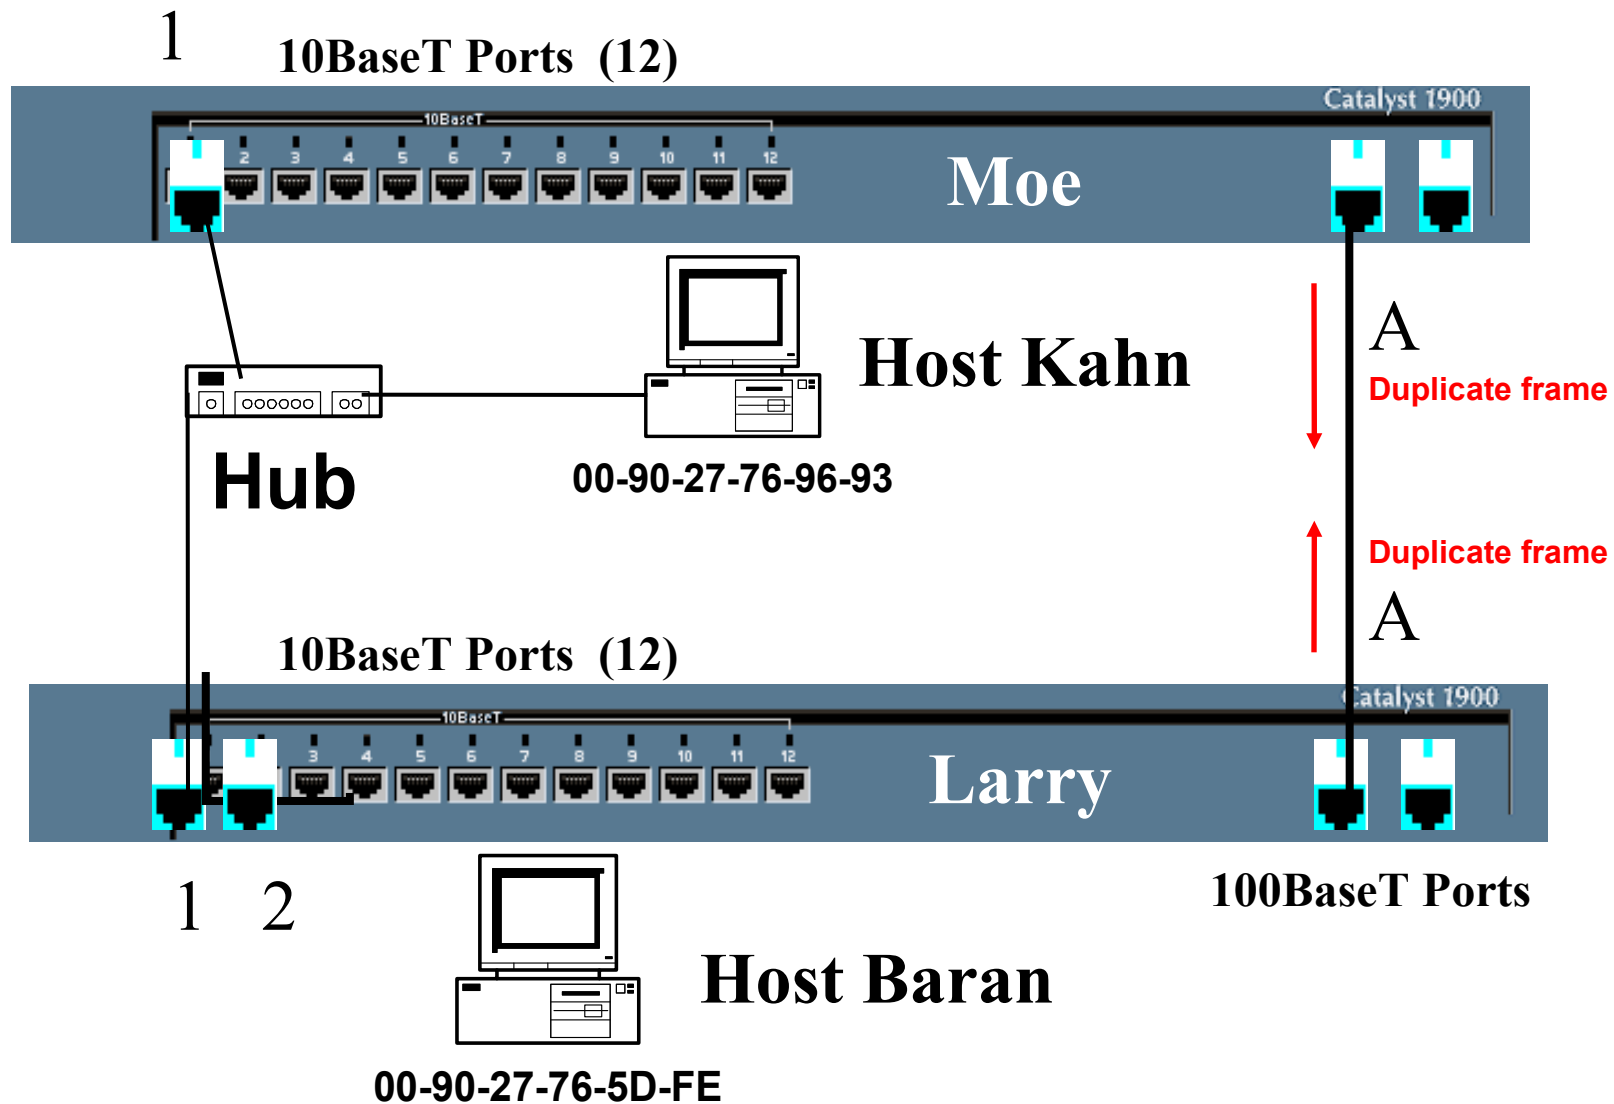 1
10BaseT Ports (12)
Catalyst 1900
10BaseT
2 3 4 5 6 7 8 9 10 11 12
Moe
Host Kahn
A
Duplicate frame
Hub
00-90-27-76-96-93
Duplicate frame
A
10BaseT Ports (12)
Catalyst 1900
10BaseT
3 4 5 6 7 8 9 10 11 12
Larry
1 2
100BaseT Ports
Host Baran
00-90-27-76-5D-FE